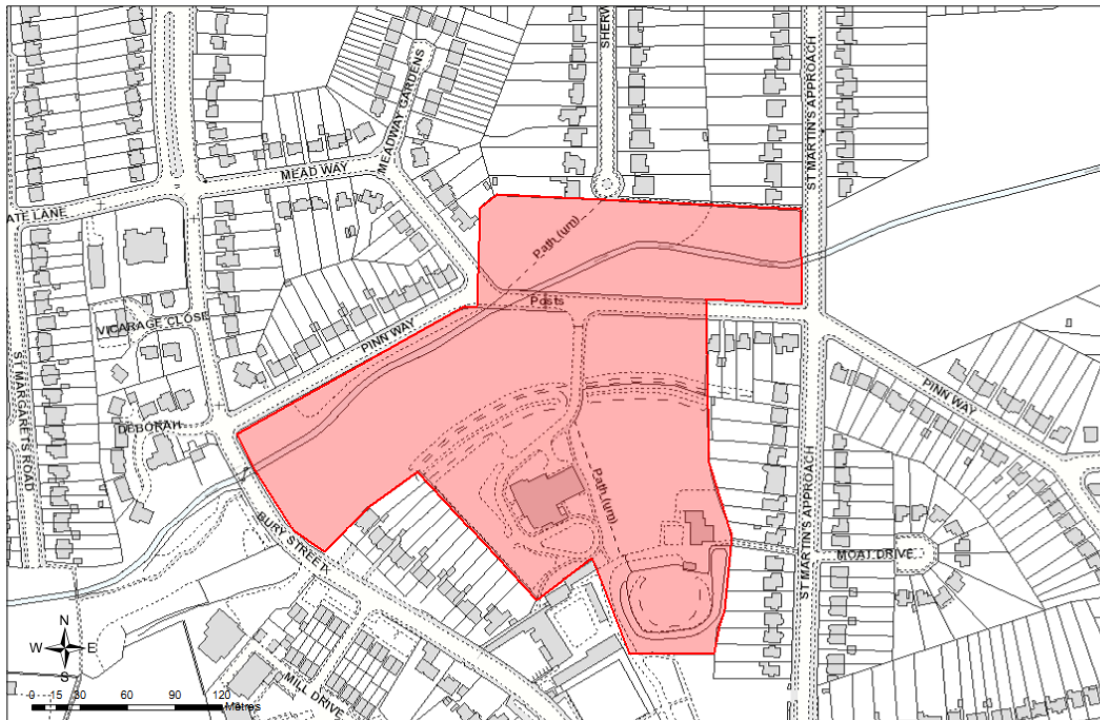 SHERW
ST MARTIN'S APPROACH
MEADWAY GARDENS
MEAD WAY
ATE LANE
Path (um)
Posts
VICARAGE CLOSE
PINN WAY
PINN WAY
ST MARGARETS ROAD
DEBORAH
Path (um)
BURY STREET
ST MARTIN'S APPROACH
MOAT DRIVE
MILL DRIVE
N
W E
S
0 15 30 60 90 120
Metres